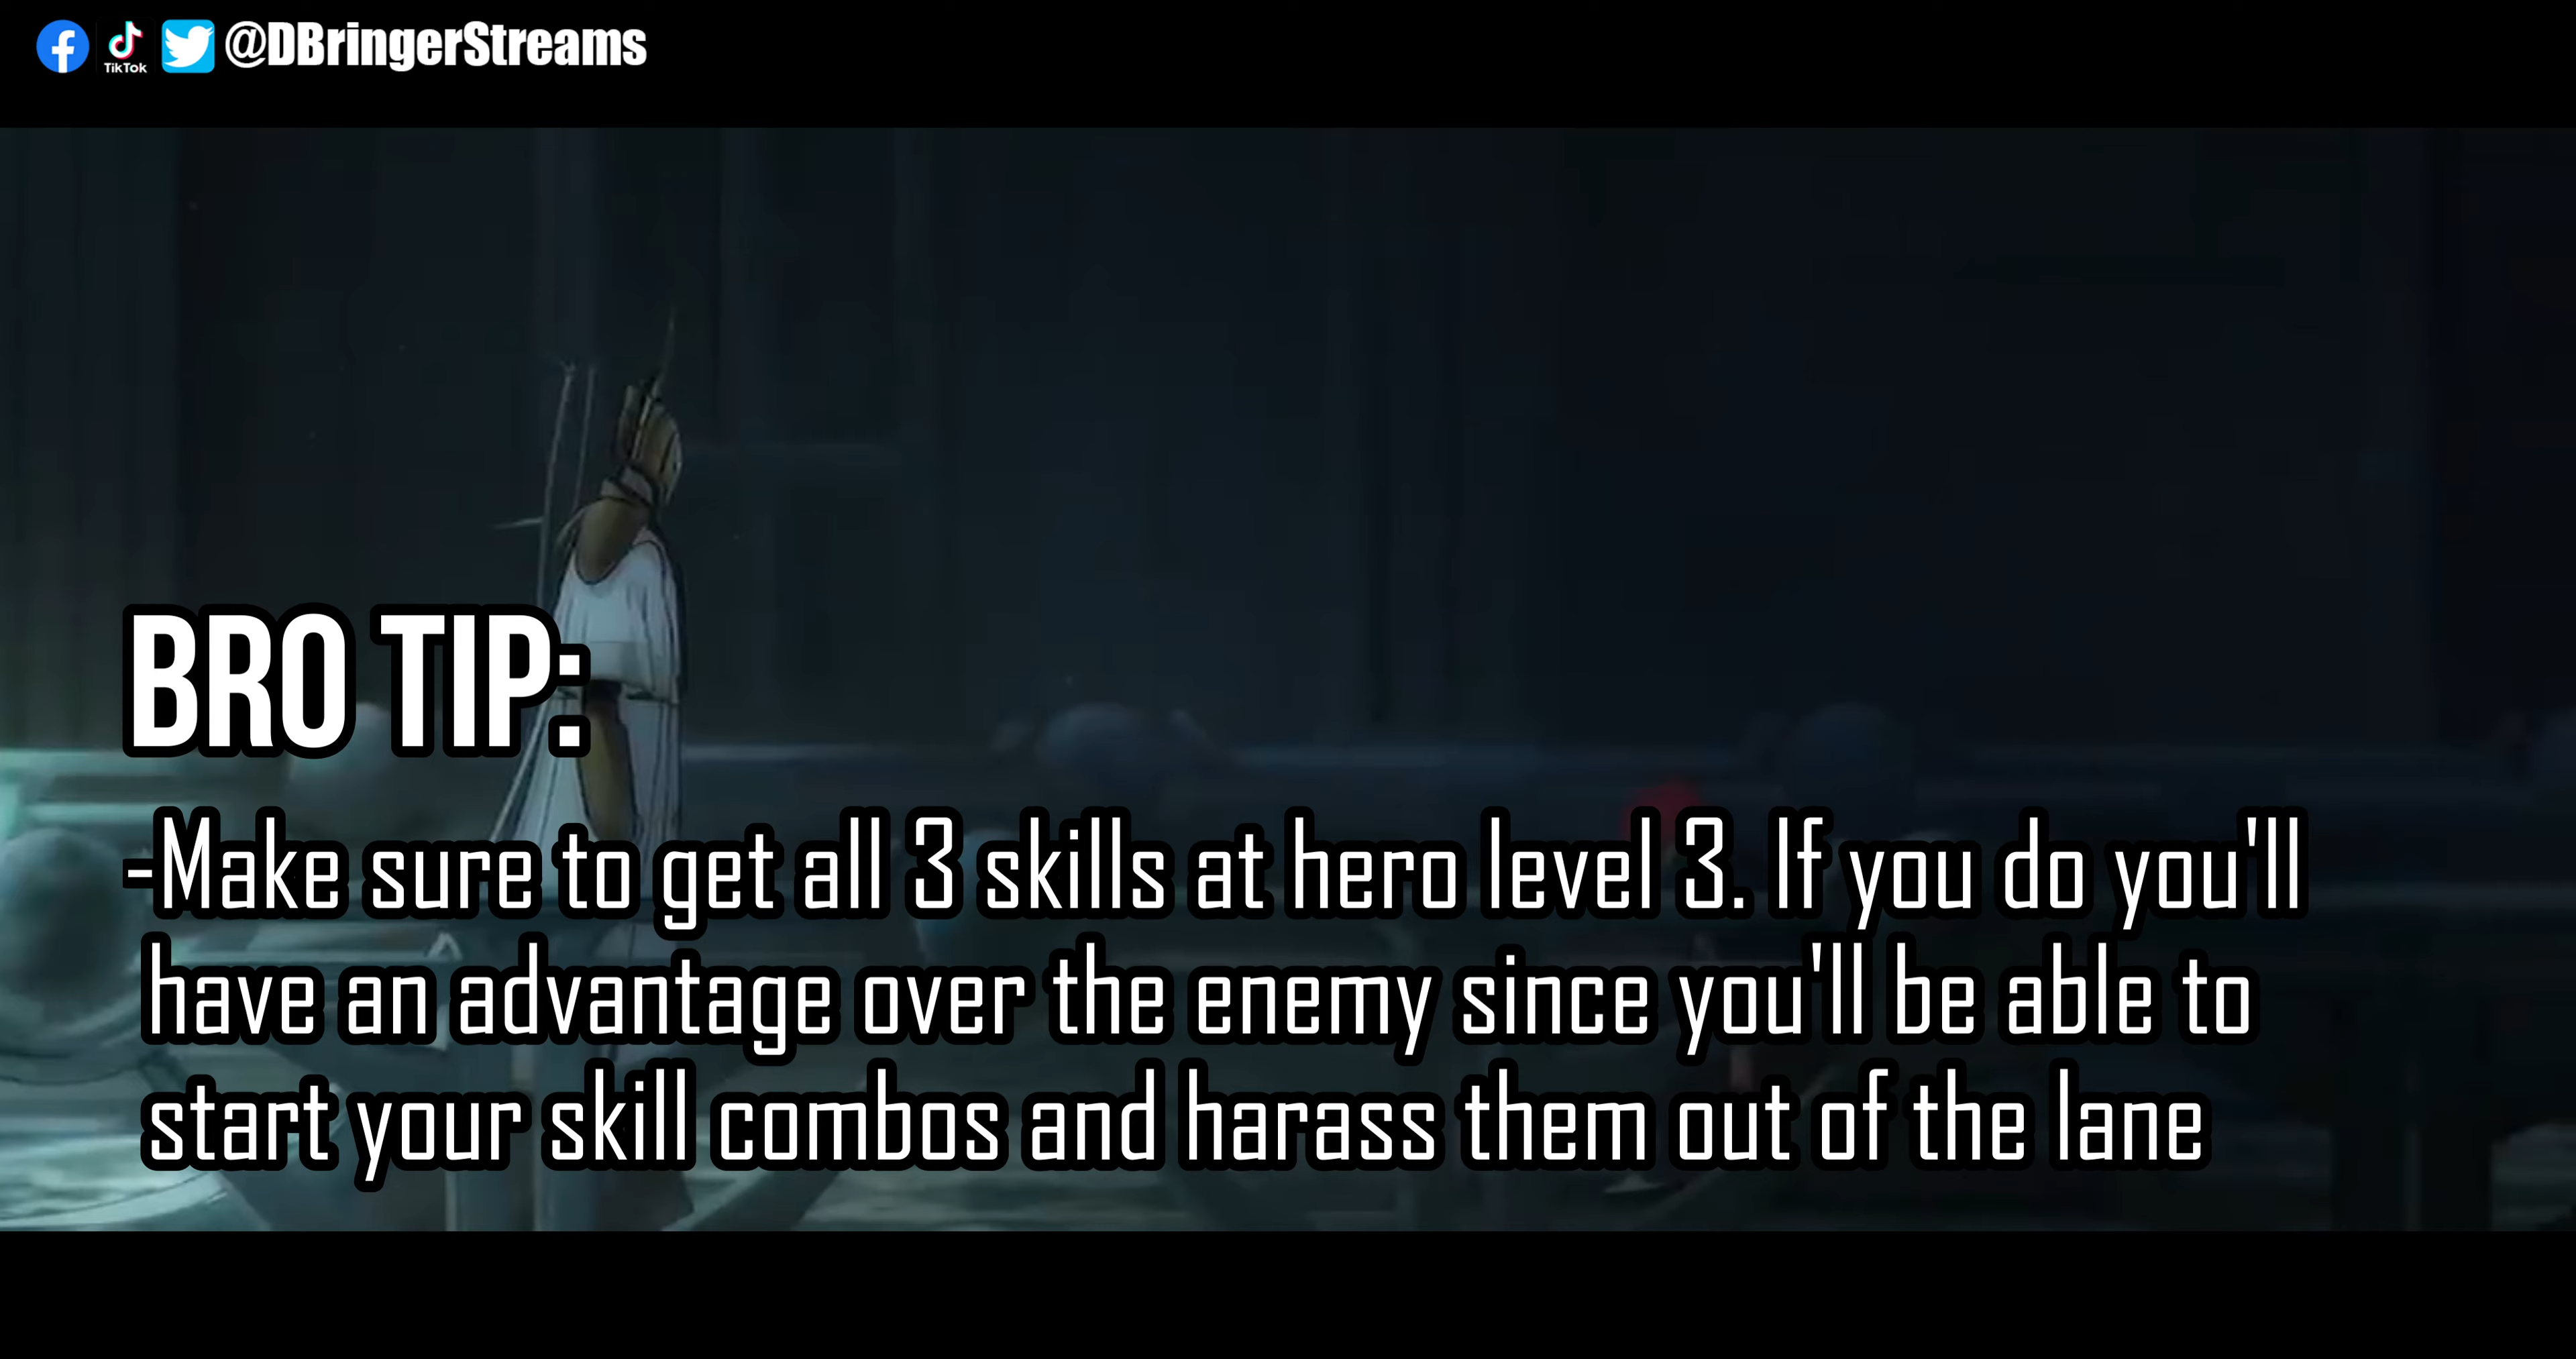 TikTok @DBringerStreams
BRO TIP:
-Make sure to get all 3 skills at hero level 3. If you do you'll
have an advantage over the enemy since you'll be able to
start your skill combos and harass them out of the lane